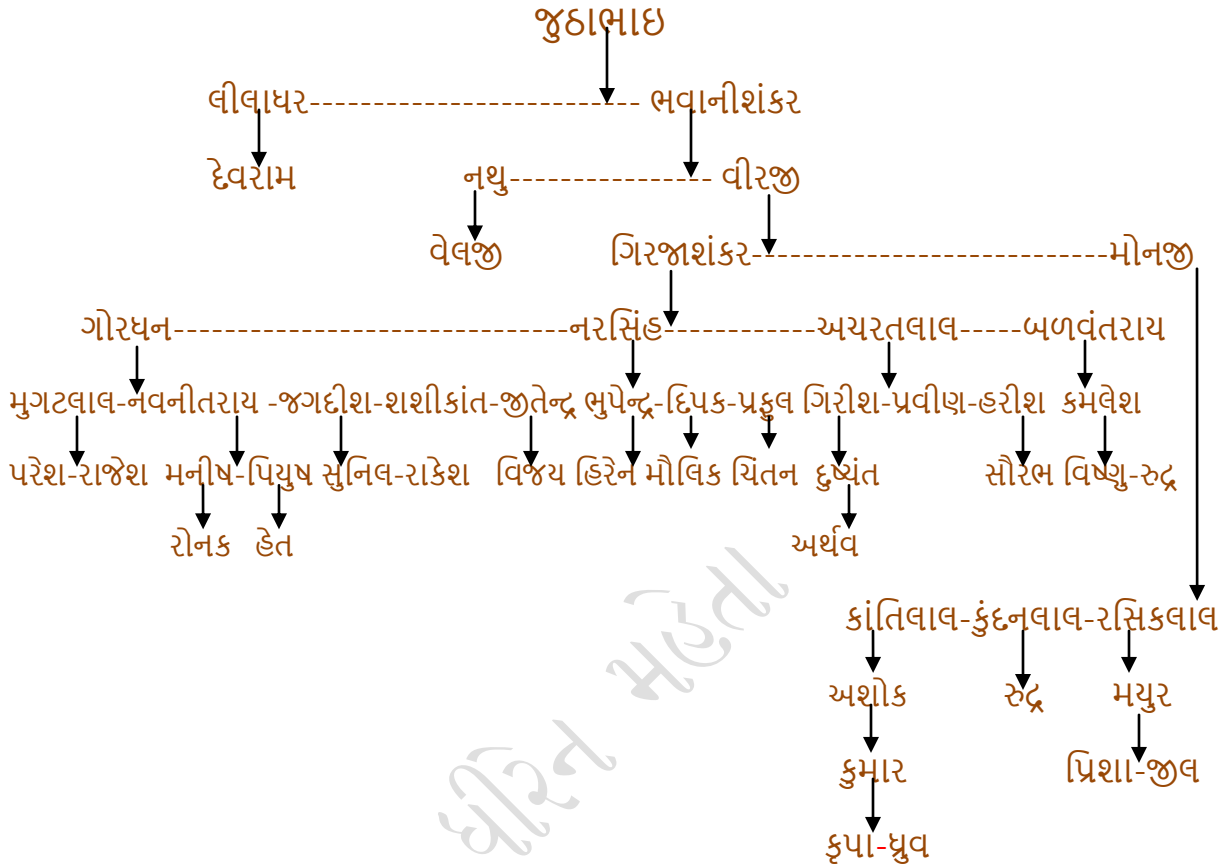 જુઠાભાઇ
લીલાધર-------------------------- ભવાનીશંકર
દેવરામ નથુ---------------- વીરજી
વેલજી ગિરજાશંકર----------------------------મોનજી
ગોરધન-------------------------------નરસિંહ------------અચરતલાલ-----બળવંતરાય
મુગટલાલ-નવનીતરાય -જગદીશ-શશીકાંત-જીતેન્દ્ર ભુપેન્દ્ર-દિપક-પ્રફુલ ગિરીશ-પ્રવીણ-હરીશ કમલેશ
પરેશ-રાજેશ મનીષ-પિયુષ સુનિલ-રાકેશ વિજય હિરેન મૌલિક ચિંતન દુષ્યંત સૌરભ વિષ્ણુ-રુદ્ર
રોનક હેત અર્થવ
કાંતિલાલ-કુંદનલાલ-રસિકલાલ
અશોક રુદ્ર મયુર
કુમાર પ્રિશા-જીલ
કૃપા-ધ્રુવ
ધીરેન મહેતા